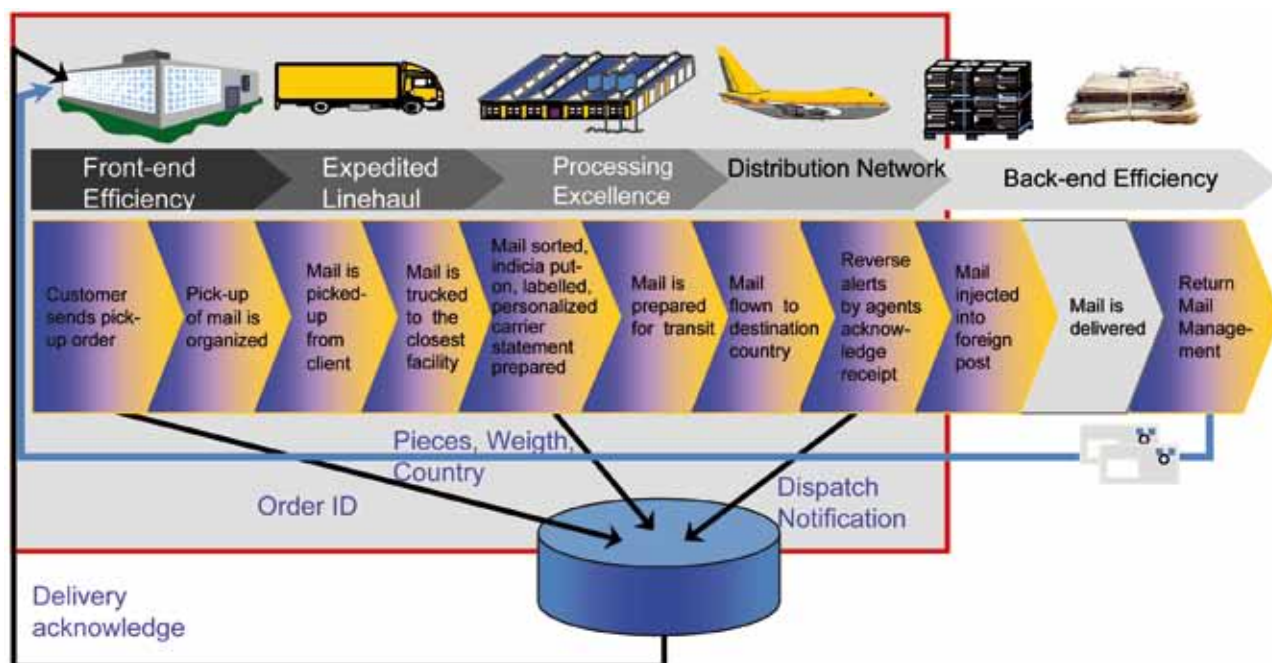 Front-end
Efficiency
Expedited
Linehaul
Processing
Excellence
Distribution Network
Back-end Efficiency
Customer
sends pick-
up order
Pick-up
of mail is
organized
Mail is
picked-
up
from
client
Mail is
trucked
to the
closest
facility
Mail sorted,
indicia put-
on, labelled,
personalized
carrier
statement
prepared
Mail is
prepared
for transit
Mail
flown to
destination
country
Reverse
alerts
by agents
acknow-
ledge
receipt
Mail
injected
into
foreign
post
Mail is
delivered
Return
Mail
Manage-
ment
Pieces, Weigth,
Country
Order ID
Dispatch
Notification
Delivery
acknowledge